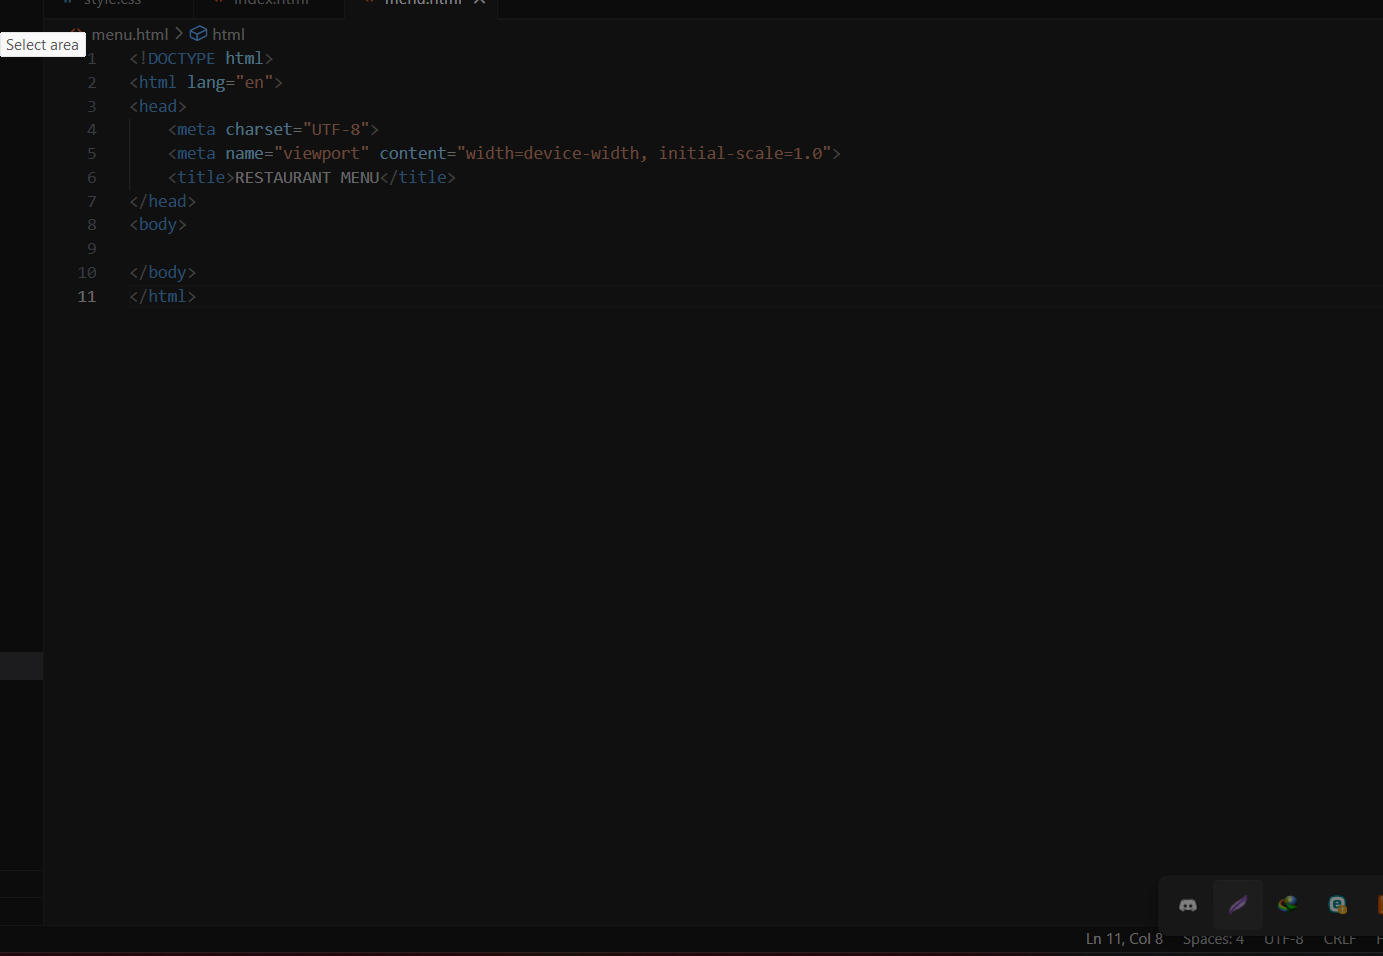 style.css index.html menu.html
menu.html > html
Select area
1 <!DOCTYPE html>
2 <html lang="en">
3 <head>
4 <meta charset="UTF-8">
5 <meta name="viewport" content="width=device-width, initial-scale=1.0">
6 <title>RESTAURANT MENU</title>
7 </head>
8 <body>
9
10 </body>
11 </html>
Ln 11, Col 8 Spaces: 4 UTF-8 CRLF